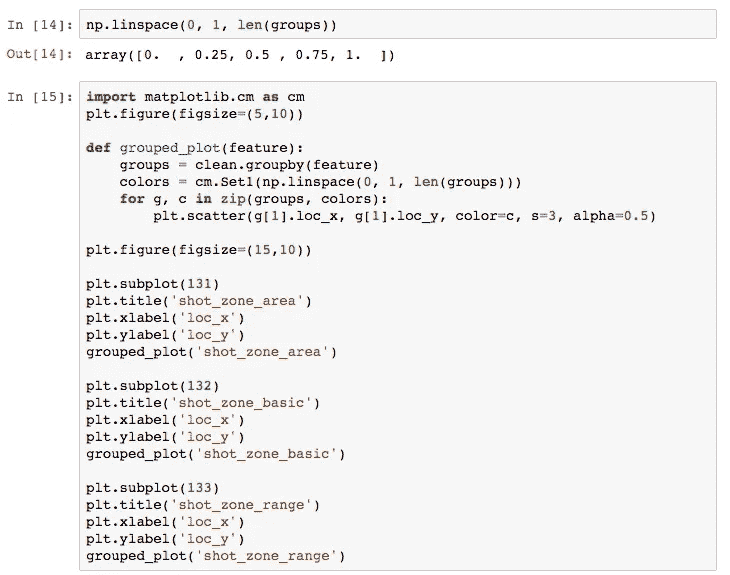 In [14]: np.linspace(0, 1, len(groups))
Out[14]: array([0.  , 0.25, 0.5 , 0.75, 1.  ])
In [15]: import matplotlib.cm as cm
plt.figure(figsize=(5,10))
def grouped_plot(feature):
    groups = clean.groupby(feature)
    colors = cm.Set1(np.linspace(0, 1, len(groups)))
    for g, c in zip(groups, colors):
        plt.scatter(g[1].loc_x, g[1].loc_y, color=c, s=3, alpha=0.5)
plt.figure(figsize=(15,10))
plt.subplot(131)
plt.title('shot_zone_area')
plt.xlabel('loc_x')
plt.ylabel('loc_y')
grouped_plot('shot_zone_area')
plt.subplot(132)
plt.title('shot_zone_basic')
plt.xlabel('loc_x')
plt.ylabel('loc_y')
grouped_plot('shot_zone_basic')
plt.subplot(133)
plt.title('shot_zone_range')
plt.xlabel('loc_x')
plt.ylabel('loc_y')
grouped_plot('shot_zone_range')